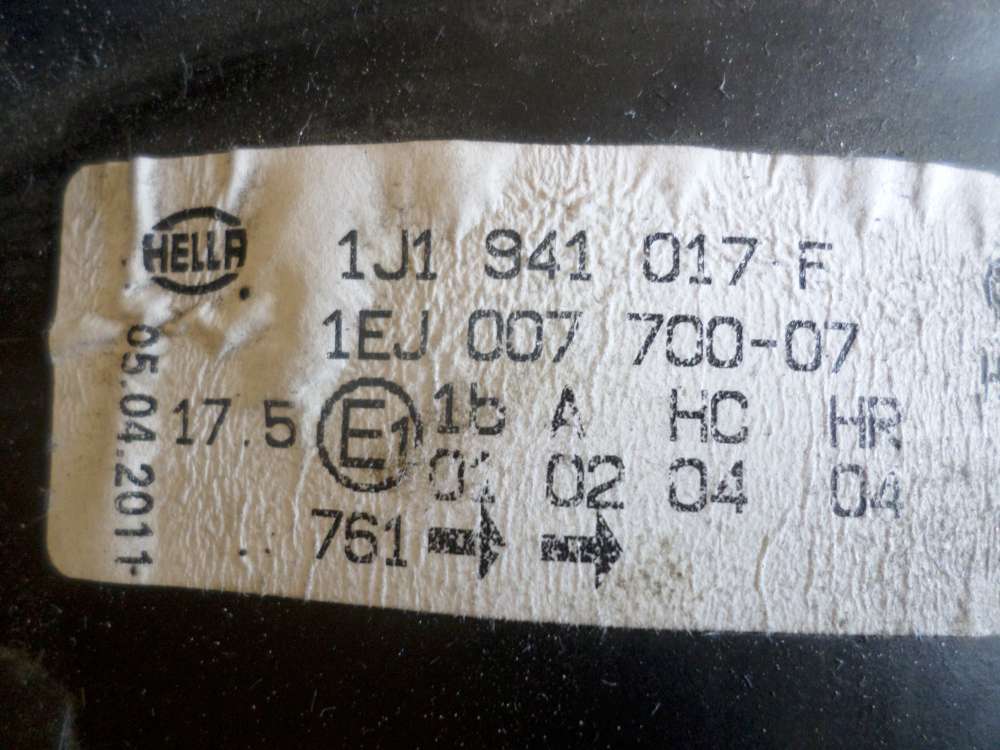 HELLA
1J1 941 017 F
1EJ 007 700-07
17.5 E1 1b A HC HR
01 02 04 04
761
05.04.2011